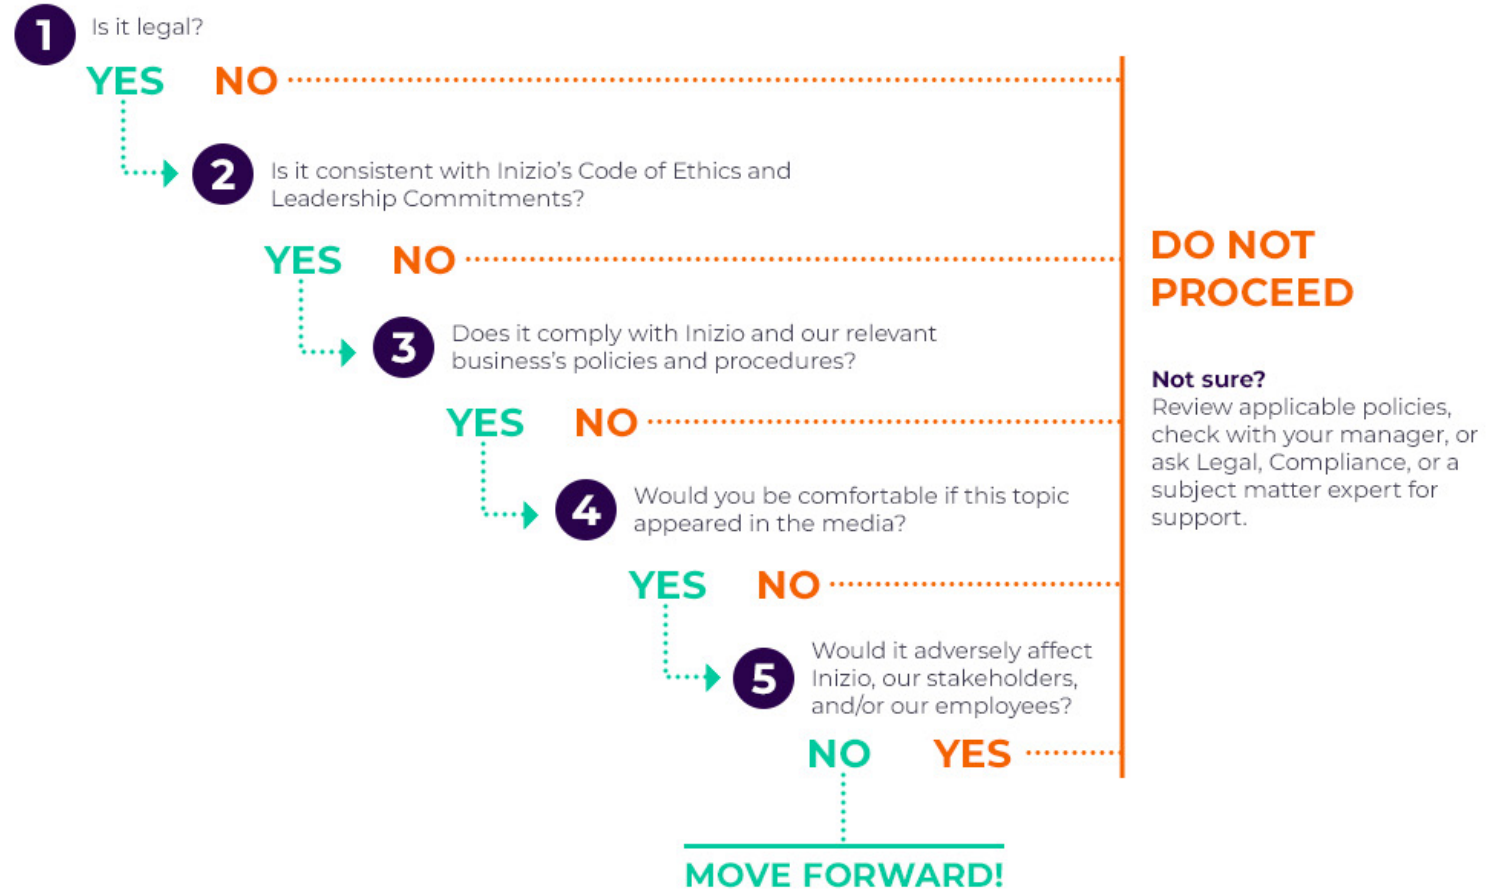 1
Is it legal?
YES NO
2
Is it consistent with Inizio's Code of Ethics and
Leadership Commitments?
YES NO
3
Does it comply with Inizio and our relevant
business's policies and procedures?
YES NO
4
Would you be comfortable if this topic
appeared in the media?
YES NO
5
Would it adversely affect
Inizio, our stakeholders,
and/or our employees?
NO YES
MOVE FORWARD!
DO NOT
PROCEED
Not sure?
Review applicable policies,
check with your manager, or
ask Legal, Compliance, or a
subject matter expert for
support.